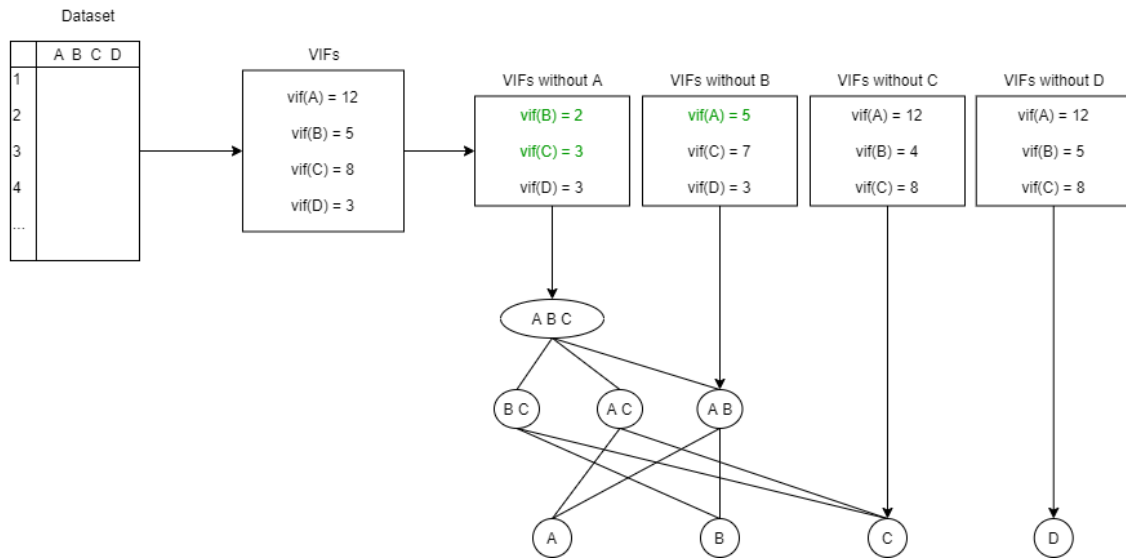 Dataset
A B C D
1
2
3
4
...
VIFs
vif(A) = 12
vif(B) = 5
vif(C) = 8
vif(D) = 3
VIFs without A
vif(B) = 2
vif(C) = 3
vif(D) = 3
VIFs without B
vif(A) = 5
vif(C) = 7
vif(D) = 3
VIFs without C
vif(A) = 12
vif(B) = 4
vif(C) = 8
VIFs without D
vif(A) = 12
vif(B) = 5
vif(C) = 8
A B C
B C
A C
A B
A
B
C
D